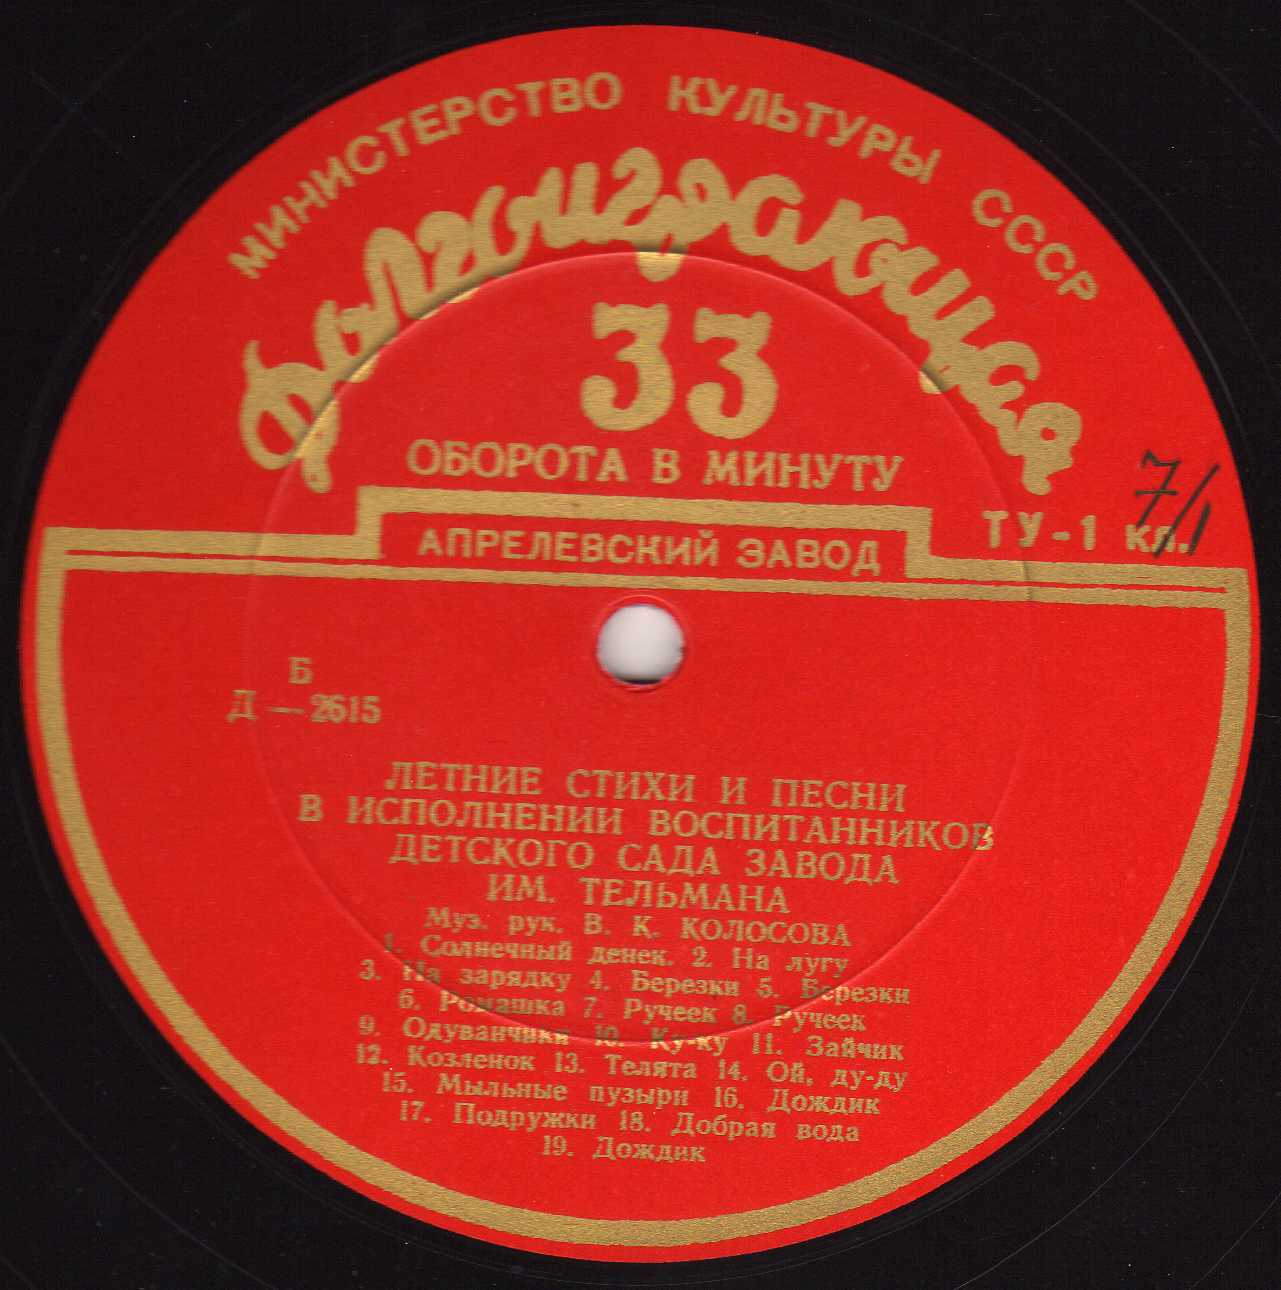 МИНИСТЕРСТВО КУЛЬТУРЫ СССР
Долгоиграющая
33
ОБОРОТА В МИНУТУ
ТУ-1 кл. 7/1
АПРЕЛЕВСКИЙ ЗАВОД
Б
Д — 2615
ЛЕТНИЕ СТИХИ И ПЕСНИ
В ИСПОЛНЕНИИ ВОСПИТАННИКОВ
ДЕТСКОГО САДА ЗАВОДА
ИМ. ТЕЛЬМАНА
Муз. рук. В. К. КОЛОСОВА
1. Солнечный денек. 2. На лугу
3. На зарядку 4. Березки 5. Березки
6. Ромашка 7. Ручеек 8. Ручеек
9. Одуванчики 10. Ку-ку 11. Зайчик
12. Козленок 13. Телята 14. Ой, ду-ду
15. Мыльные пузыри 16. Дождик
17. Подружки 18. Добрая вода
19. Дождик